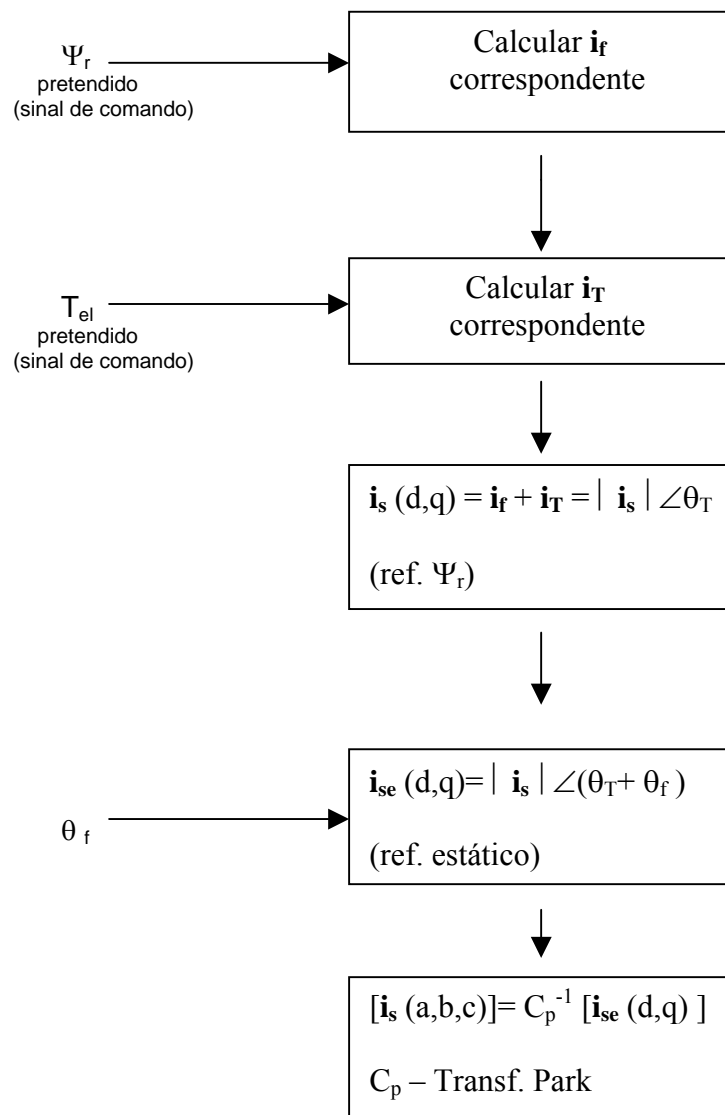 Ψr
pretendido
(sinal de comando)
Calcular if
correspondente
Tel
pretendido
(sinal de comando)
Calcular iT
correspondente
is (d,q) = if + iT = | is | ∠θT
(ref. Ψr)
θ f
ise (d,q)= | is | ∠(θT+ θf )
(ref. estático)
[is (a,b,c)]= Cp-1 [ise (d,q) ]
Cp – Transf. Park